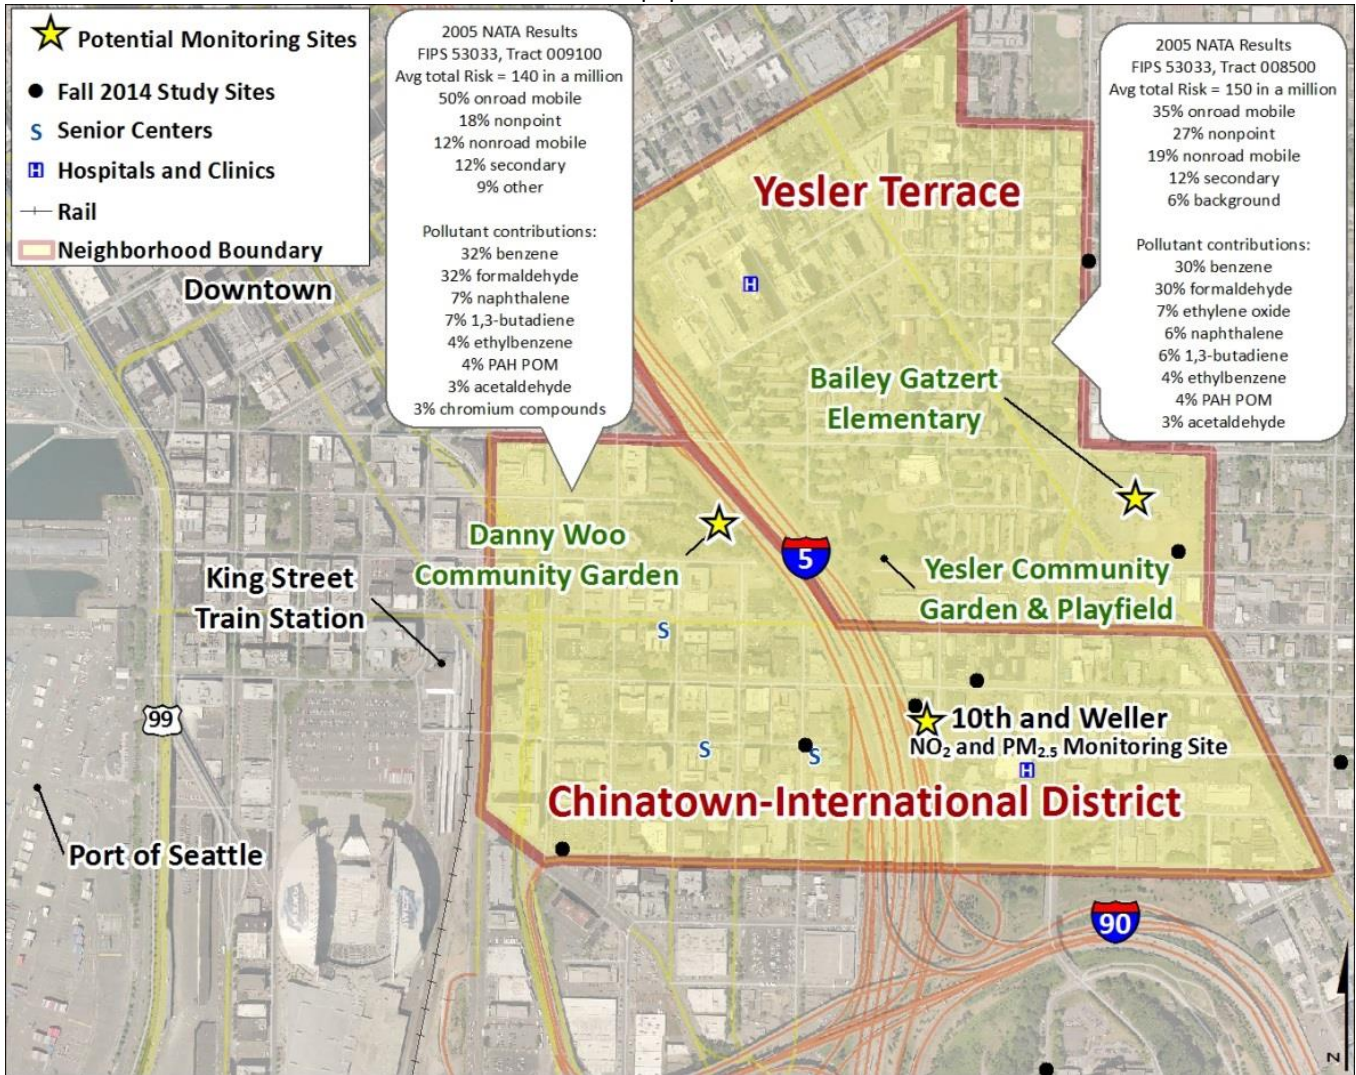 Potential Monitoring Sites
Fall 2014 Study Sites
S Senior Centers
H Hospitals and Clinics
Rail
Neighborhood Boundary
2005 NATA Results
FIPS 53033, Tract 009100
Avg total Risk = 140 in a million
50% onroad mobile
18% nonpoint
12% nonroad mobile
12% secondary
9% other
Pollutant contributions:
32% benzene
32% formaldehyde
7% naphthalene
7% 1,3-butadiene
4% ethylbenzene
4% PAH POM
3% acetaldehyde
3% chromium compounds
2005 NATA Results
FIPS 53033, Tract 008500
Avg total Risk = 150 in a million
35% onroad mobile
27% nonpoint
19% nonroad mobile
12% secondary
6% background
Pollutant contributions:
30% benzene
30% formaldehyde
7% ethylene oxide
6% naphthalene
6% 1,3-butadiene
4% ethylbenzene
4% PAH POM
3% acetaldehyde
Yesler Terrace
H
Downtown
Bailey Gatzert
Elementary
Danny Woo
Community Garden
5
Yesler Community
Garden & Playfield
King Street
Train Station
S
99
10th and Weller
NO2 and PM2.5 Monitoring Site
S
S
H
Chinatown-International District
Port of Seattle
90
N